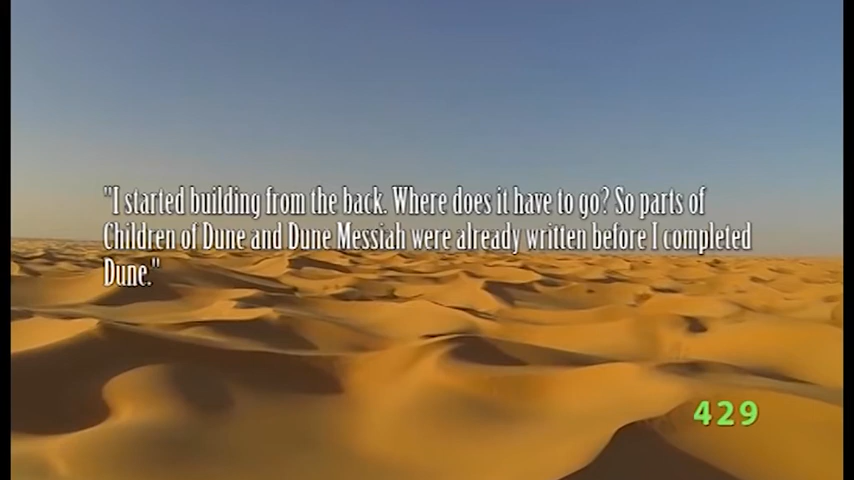 "I started building from the back. Where does it have to go? So parts of
Children of Dune and Dune Messiah were already written before I completed
Dune."
429